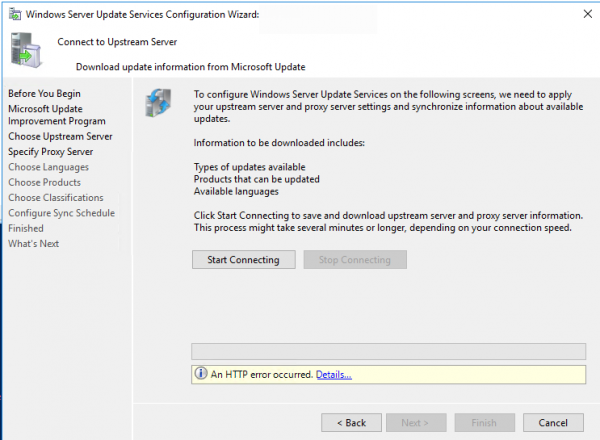 Windows Server Update Services Configuration Wizard:
Connect to Upstream Server
Download update information from Microsoft Update
Before You Begin
Microsoft Update
Improvement Program
Choose Upstream Server
Specify Proxy Server
Choose Languages
Choose Products
Choose Classifications
Configure Sync Schedule
Finished
What's Next
To configure Windows Server Update Services on the following screens, we need to apply
your upstream server and proxy server settings and synchronize information about available
updates.
Information to be downloaded includes:
Types of updates available
Products that can be updated
Available languages
Click Start Connecting to save and download upstream server and proxy server information.
This process might take several minutes or longer, depending on your connection speed.
Start Connecting
Stop Connecting
An HTTP error occurred. Details...
< Back
Next >
Finish
Cancel